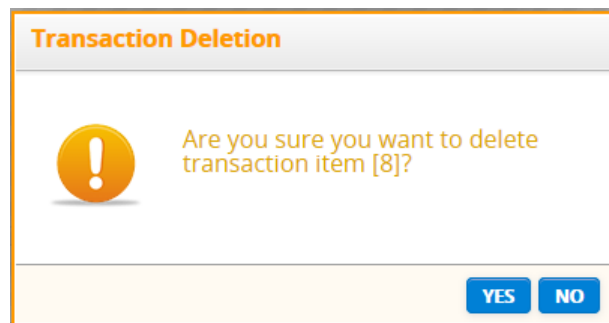 Transaction Deletion
Are you sure you want to delete
transaction item [8]?
YES NO